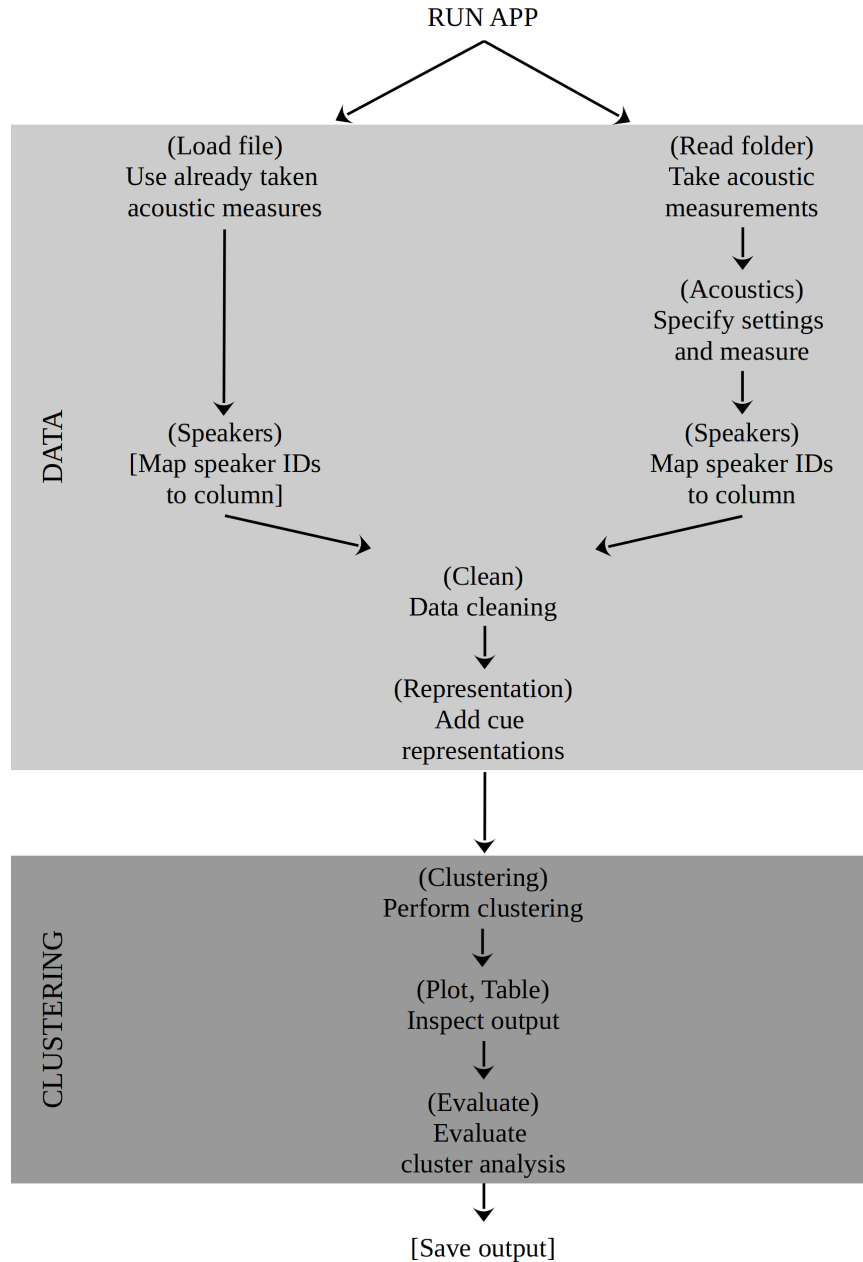 RUN APP
(Load file)
Use already taken
acoustic measures
(Read folder)
Take acoustic
measurements
(Acoustics)
Specify settings
and measure
DATA
(Speakers)
[Map speaker IDs
to column]
(Speakers)
Map speaker IDs
to column
(Clean)
Data cleaning
(Representation)
Add cue
representations
CLUSTERING
(Clustering)
Perform clustering
(Plot, Table)
Inspect output
(Evaluate)
Evaluate
cluster analysis
[Save output]